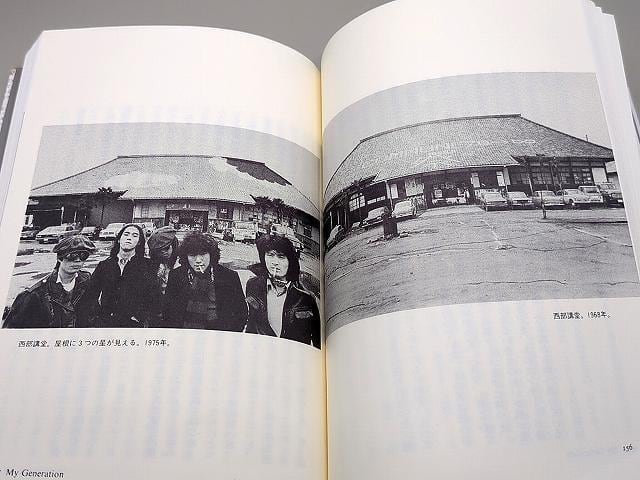 西部講堂。屋根に3つの星が見える。1975年。
西部講堂。1968年。
My Generation
156